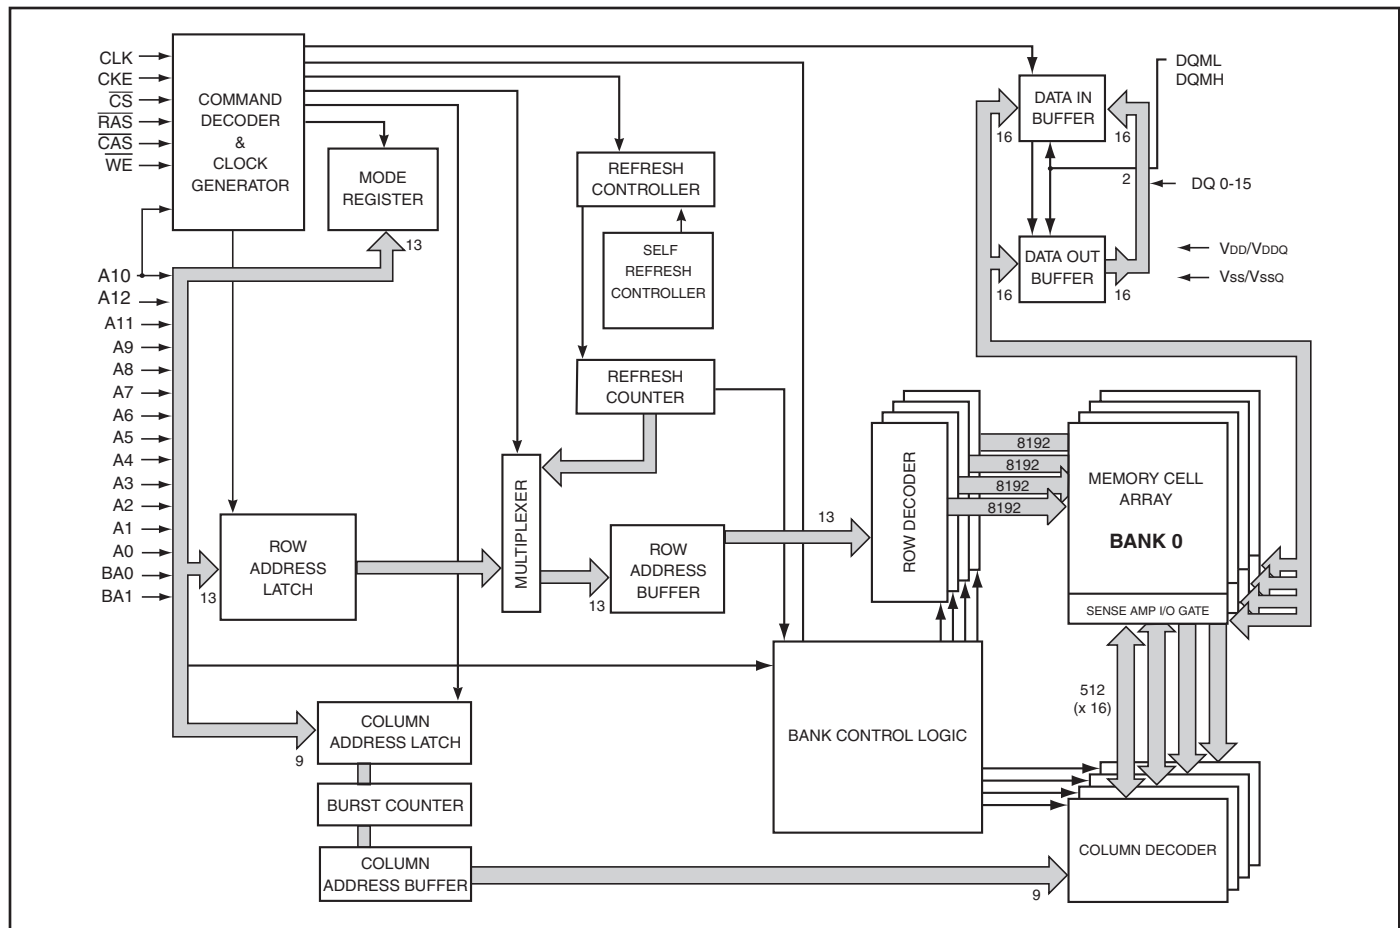 CLK
CKE
CS
RAS
CAS
WE
A10
A12
A11
A9
A8
A7
A6
A5
A4
A3
A2
A1
A0
BA0
BA1
COMMAND
DECODER
&
CLOCK
GENERATOR
MODE
REGISTER
13
REFRESH
CONTROLLER
SELF
REFRESH
CONTROLLER
REFRESH
COUNTER
DATA IN
BUFFER
16
16
DQML
DQMH
2
DQ 0-15
DATA OUT
BUFFER
16
16
VDD/VDDQ
Vss/VssQ
13
ROW
ADDRESS
LATCH
MULTIPLEXER
13
ROW
ADDRESS
BUFFER
13
ROW DECODER
8192
8192
8192
8192
MEMORY CELL
ARRAY
BANK 0
SENSE AMP I/O GATE
512
(x 16)
BANK CONTROL LOGIC
9
COLUMN
ADDRESS LATCH
BURST COUNTER
COLUMN
ADDRESS BUFFER
9
COLUMN DECODER